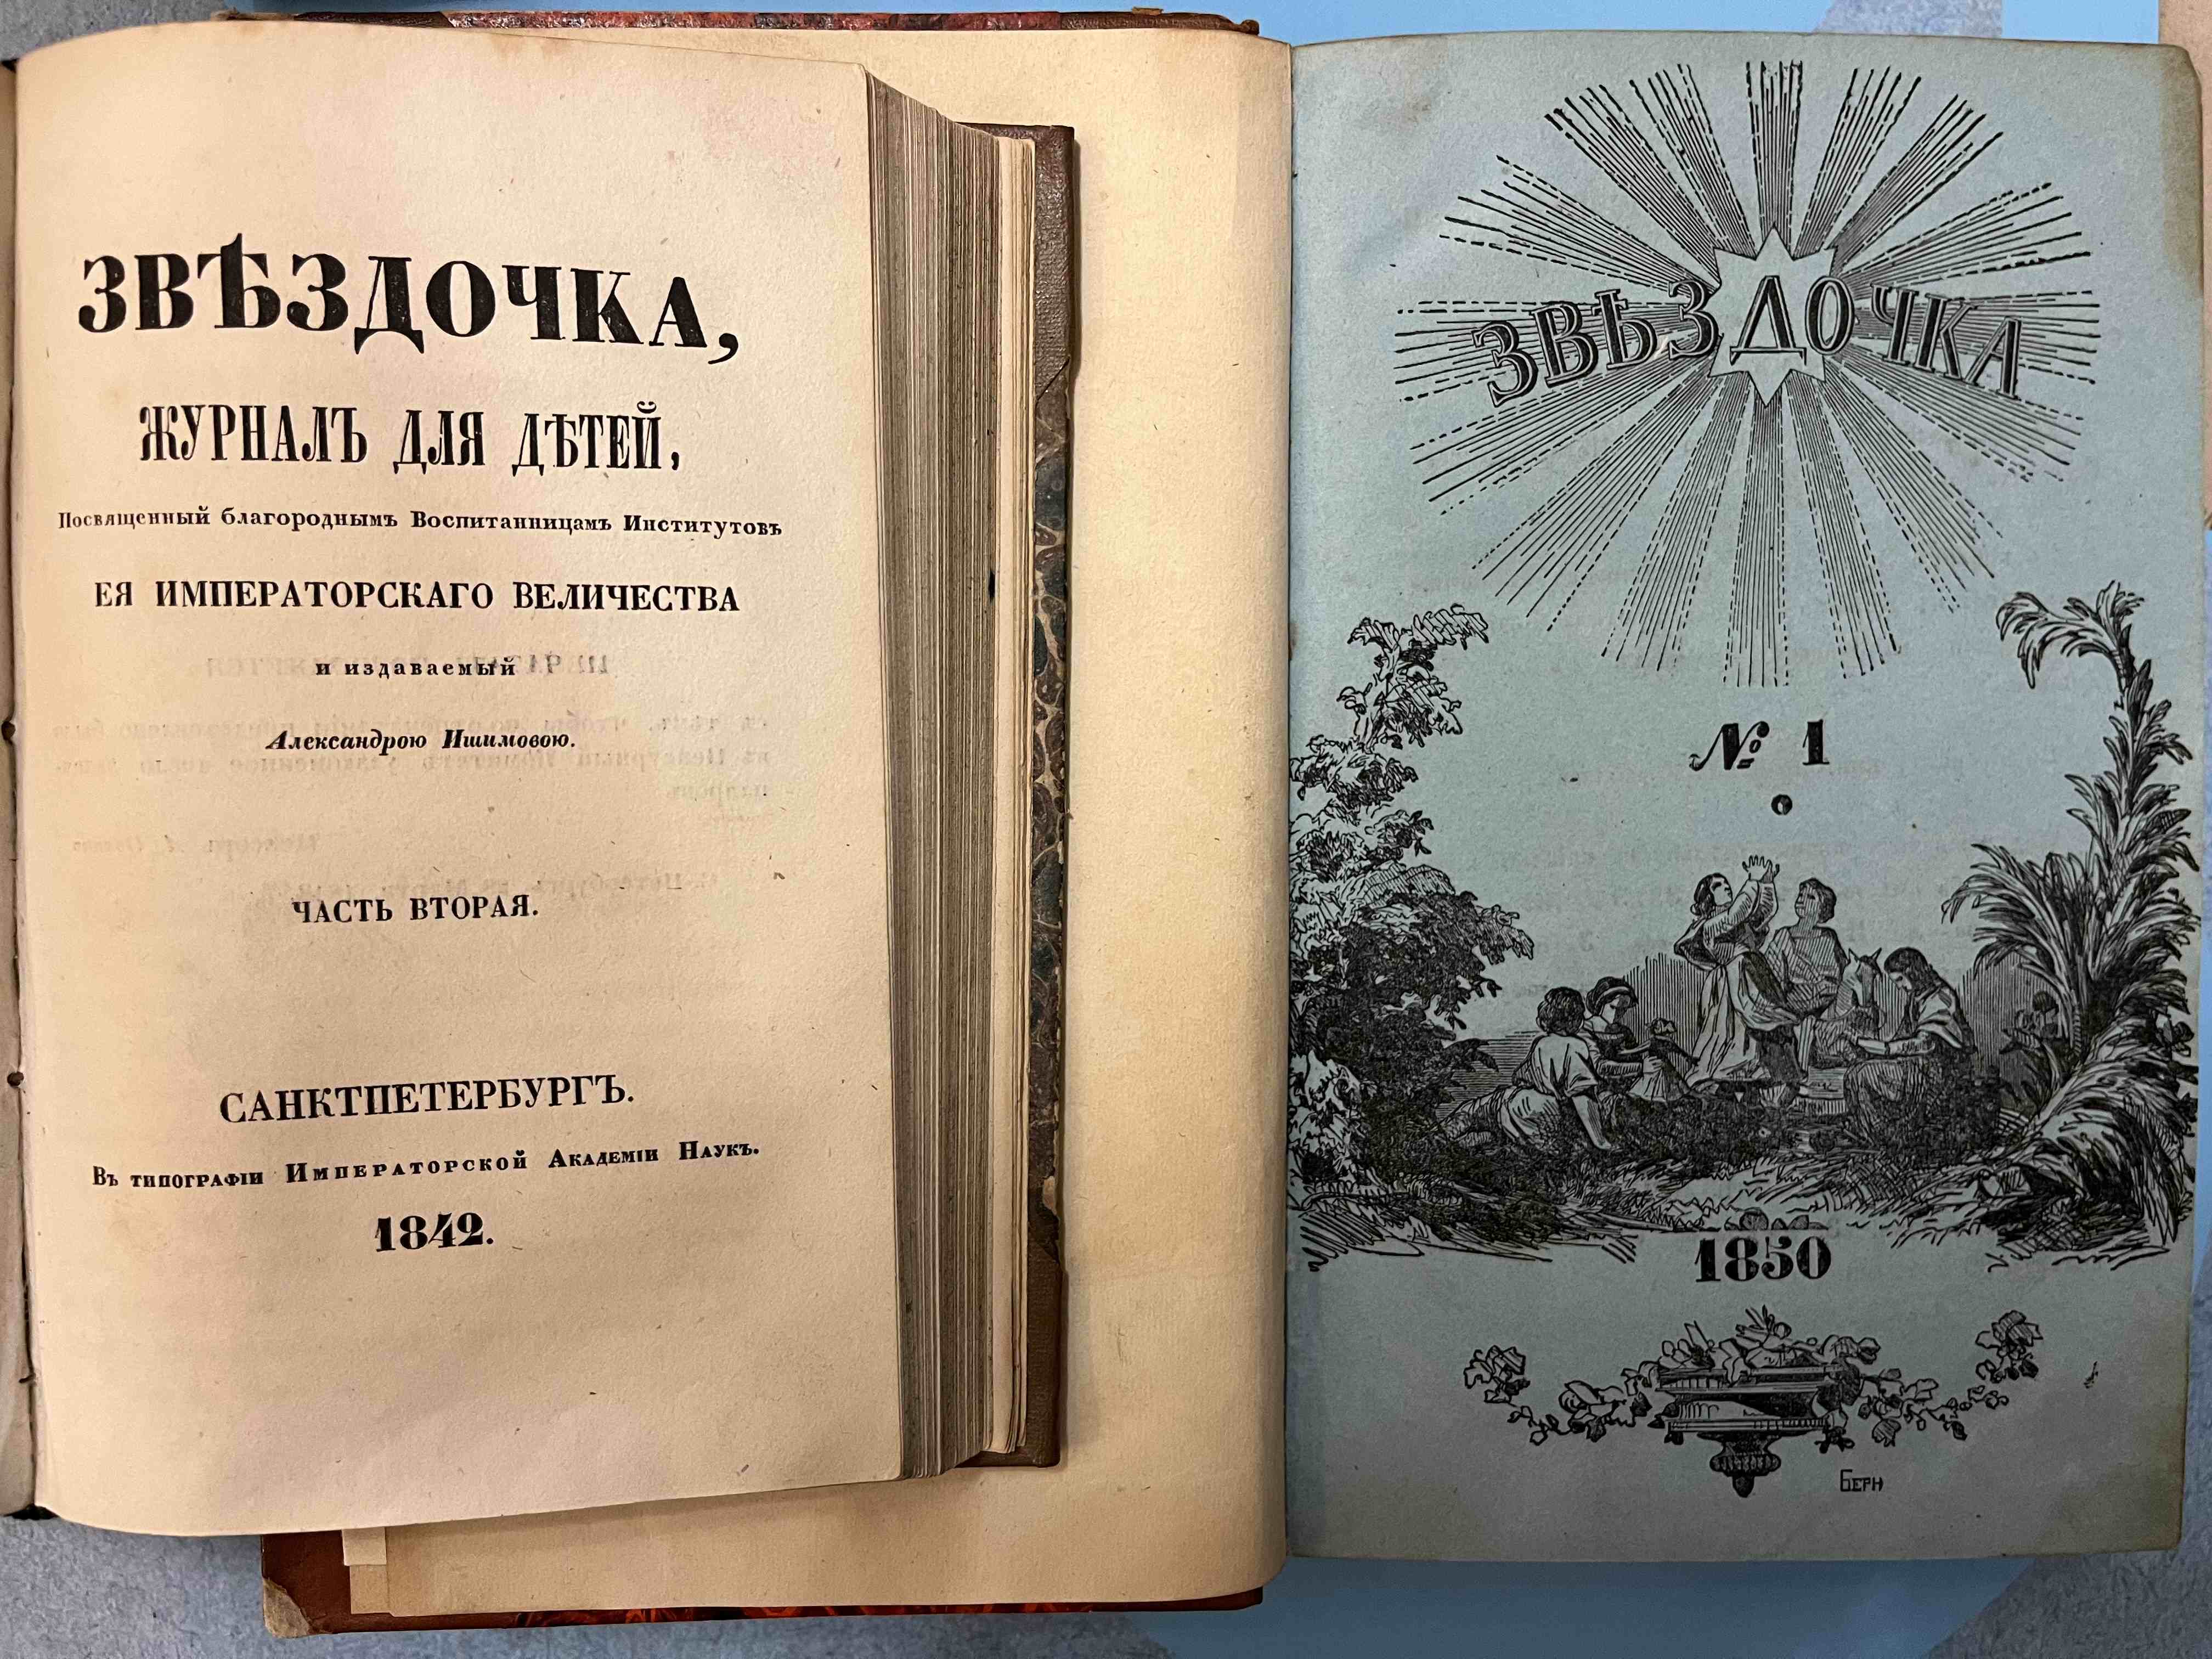 ЗВѢЗДОЧКА,
ЖУРНАЛЪ ДЛЯ ДѢТЕЙ,
Посвященный благороднымъ Воспитанницамъ Институтовъ
ЕЯ ИМПЕРАТОРСКАГО ВЕЛИЧЕСТВА
и издаваемый
Александрою Ишимовою.
ЧАСТЬ ВТОРАЯ.
САНКТПЕТЕРБУРГЪ.
Въ типографіи Императорской Академіи Наукъ.
1842.
ЗВѢЗДОЧКА
№ 1
1850
БЕРН